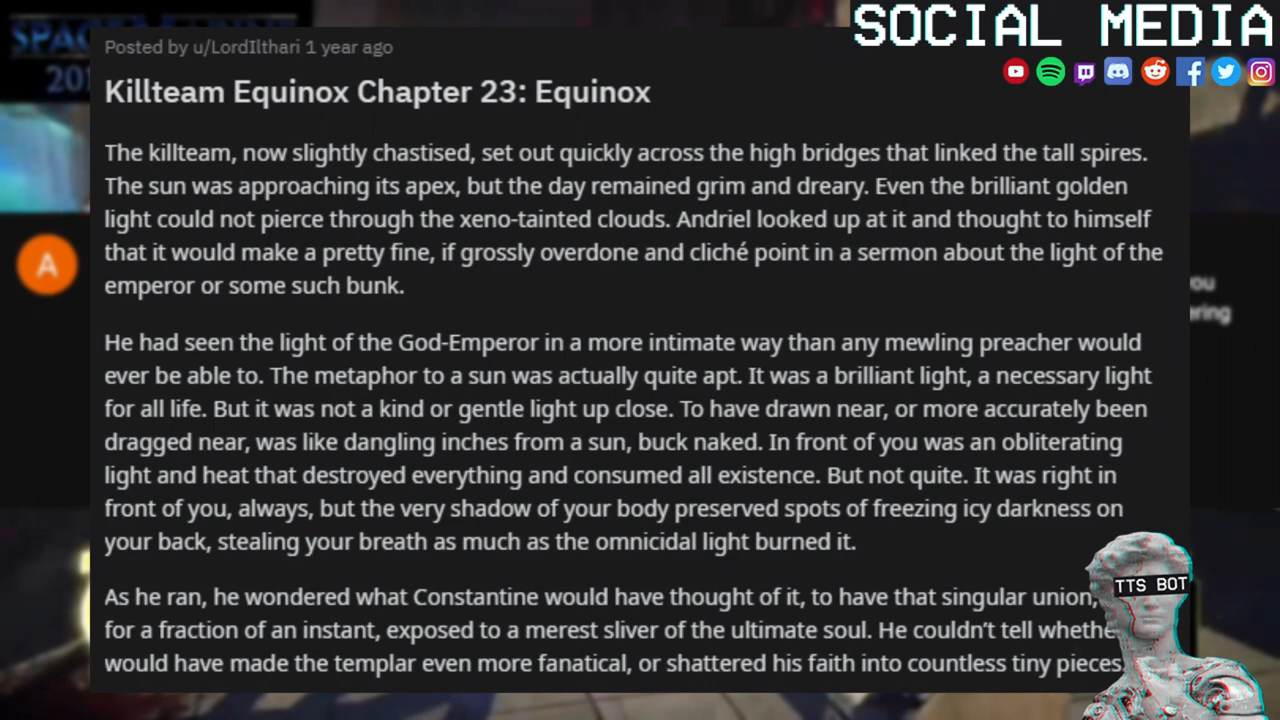 SOCIAL MEDIA
Posted by u/LordIlthari 1 year ago
Killteam Equinox Chapter 23: Equinox
The killteam, now slightly chastised, set out quickly across the high bridges that linked the tall spires.
The sun was approaching its apex, but the day remained grim and dreary. Even the brilliant golden
light could not pierce through the xeno-tainted clouds. Andriel looked up at it and thought to himself
that it would make a pretty fine, if grossly overdone and cliché point in a sermon about the light of the
emperor or some such bunk.
A
He had seen the light of the God-Emperor in a more intimate way than any mewling preacher would
ever be able to. The metaphor to a sun was actually quite apt. It was a brilliant light, a necessary light
for all life. But it was not a kind or gentle light up close. To have drawn near, or more accurately been
dragged near, was like dangling inches from a sun, buck naked. In front of you was an obliterating
light and heat that destroyed everything and consumed all existence. But not quite. It was right in
front of you, always, but the very shadow of your body preserved spots of freezing icy darkness on
your back, stealing your breath as much as the omnicidal light burned it.
As he ran, he wondered what Constantine would have thought of it, to have that singular union,
for a fraction of an instant, exposed to a merest sliver of the ultimate soul. He couldn't tell
would have made the templar even more fanatical, or shattered his faith into countless tiny pieces.
TTS BOT